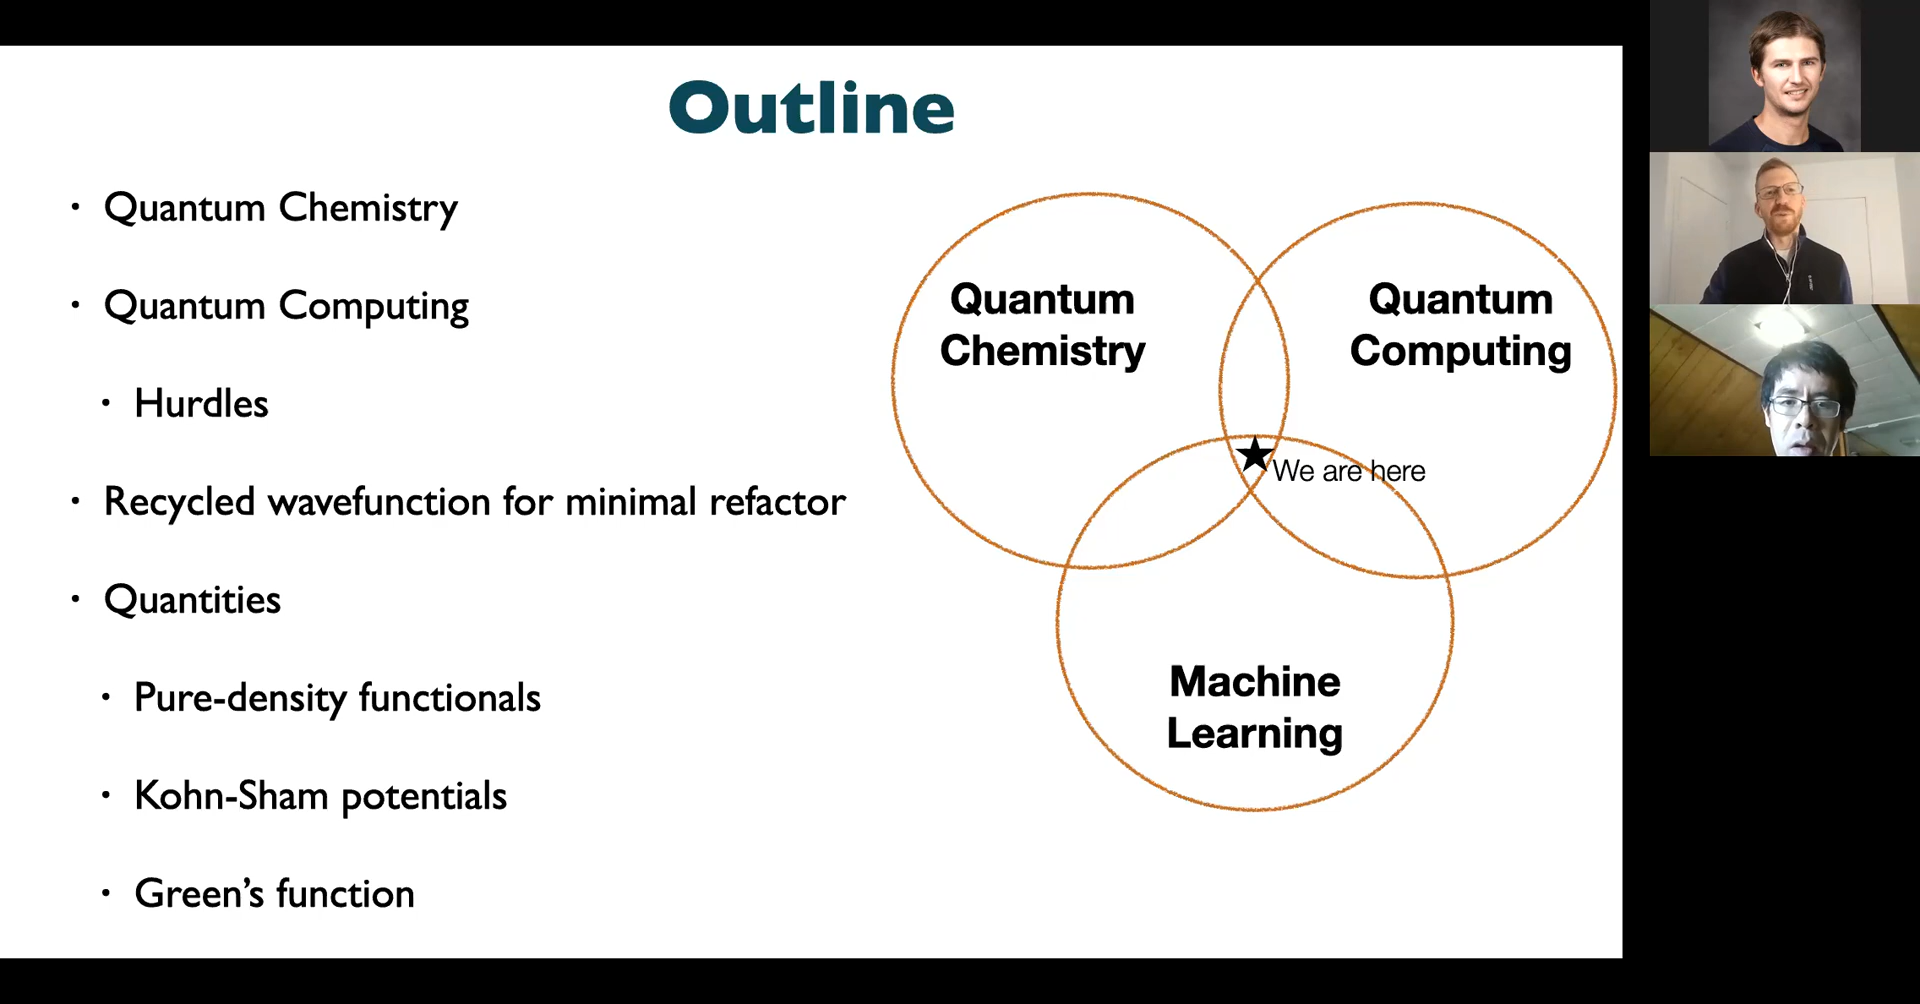 Outline
• Quantum Chemistry
• Quantum Computing
• Hurdles
• Recycled wavefunction for minimal refactor
• Quantities
• Pure-density functionals
• Kohn-Sham potentials
• Green’s function
Quantum
Chemistry
Quantum
Computing
We are here
Machine
Learning